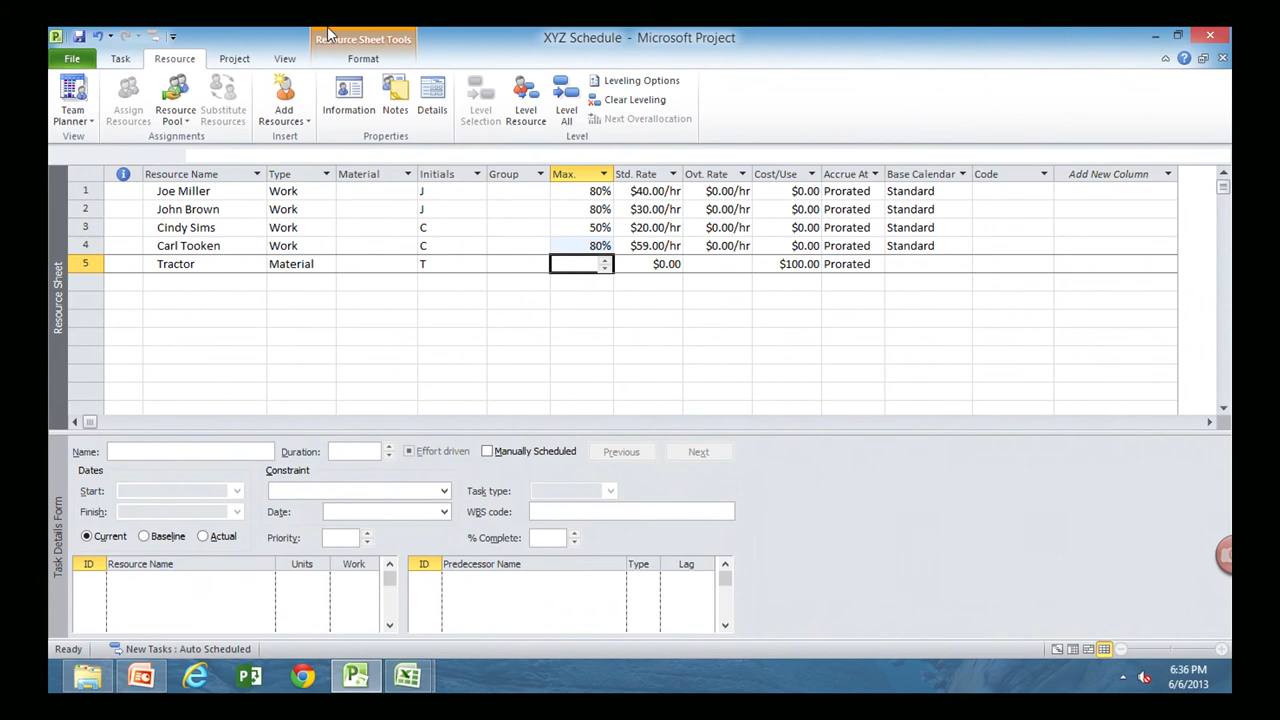 Resource Sheet Tools
XYZ Schedule - Microsoft Project
File Task Resource Project View Format
Team Planner
Assign Resources
Resource Pool
Substitute Resources
Add Resources
Information
Notes
Details
Level Selection
Level Resource
Level All
Leveling Options
Clear Leveling
Next Overallocation
View Assignments Insert Properties Level
Resource Name Type Material Initials Group Max. Std. Rate Ovt. Rate Cost/Use Accrue At Base Calendar Code Add New Column
1 Joe Miller Work J 80% $40.00/hr $0.00/hr $0.00 Prorated Standard
2 John Brown Work J 80% $30.00/hr $0.00/hr $0.00 Prorated Standard
3 Cindy Sims Work C 50% $20.00/hr $0.00/hr $0.00 Prorated Standard
4 Carl Tooken Work C 80% $59.00/hr $0.00/hr $0.00 Prorated Standard
5 Tractor Material T $0.00 $100.00 Prorated
Resource Sheet
Name: Duration: Effort driven Manually Scheduled Previous Next
Dates Constraint
Start: Task type:
Finish: Date: WBS code:
Current Baseline Actual Priority: % Complete:
ID Resource Name Units Work ID Predecessor Name Type Lag
Task Details Form
Ready New Tasks : Auto Scheduled
6:36 PM
6/6/2013